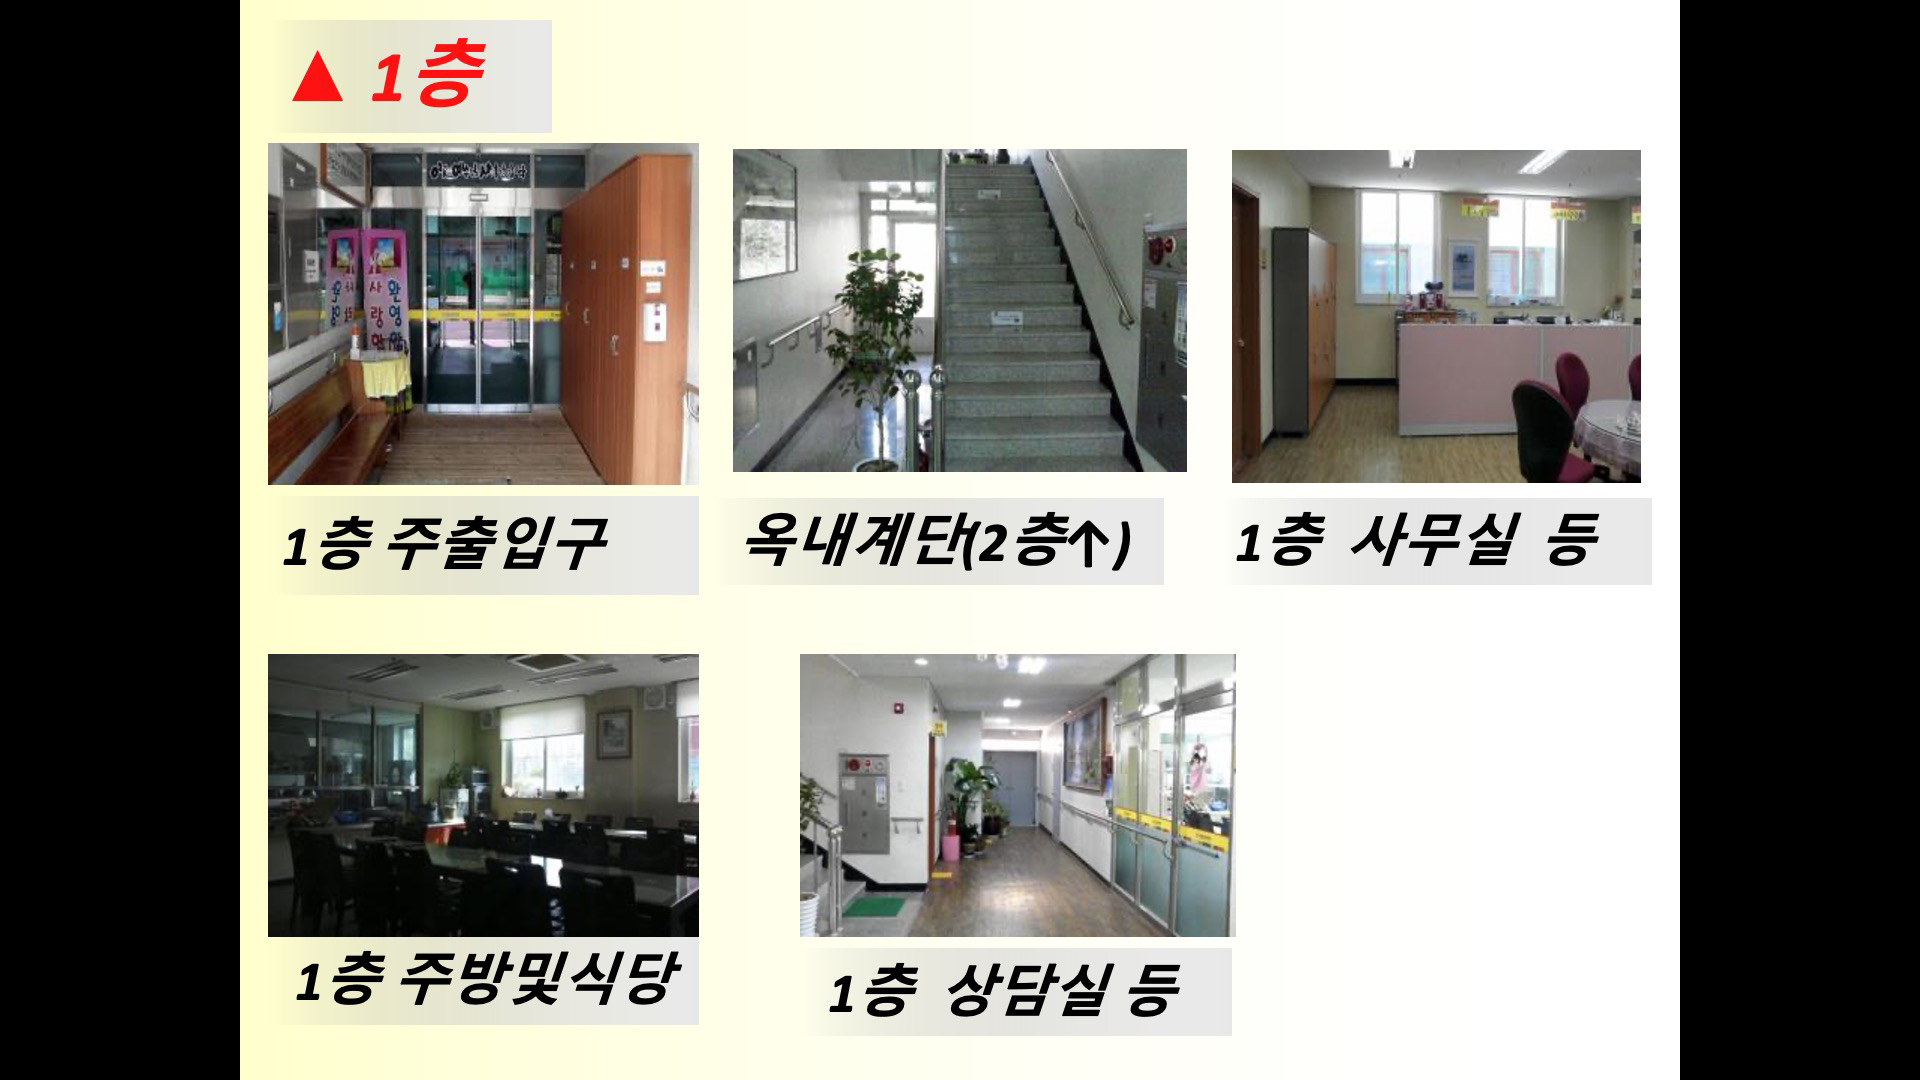 ▲ 1층
1층 주출입구
옥내계단(2층↑)
1층 사무실 등
1층 주방및식당
1층 상담실 등